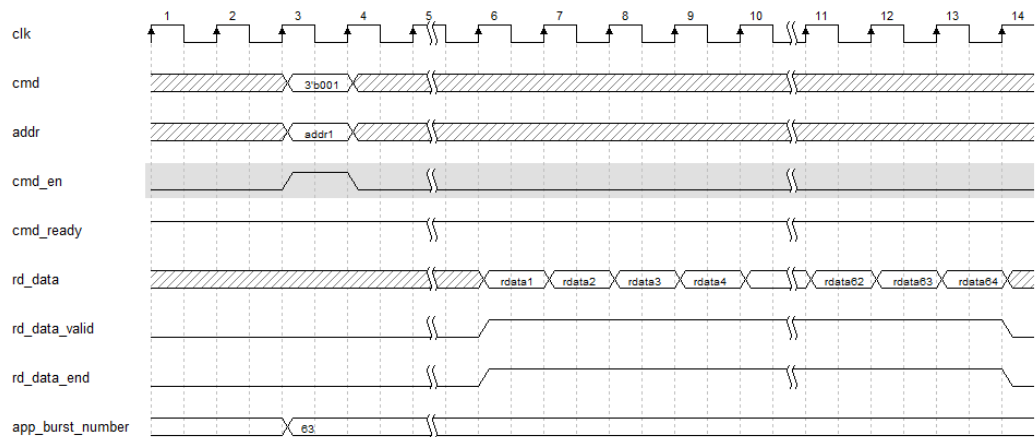 1 2 3 4 5 6 7 8 9 10 11 12 13 14
clk
cmd 3'b001
addr addr1
cmd_en
cmd_ready
rd_data rdata1 rdata2 rdata3 rdata4 rdata62 rdata63 rdata64
rd_data_valid
rd_data_end
app_burst_number 63